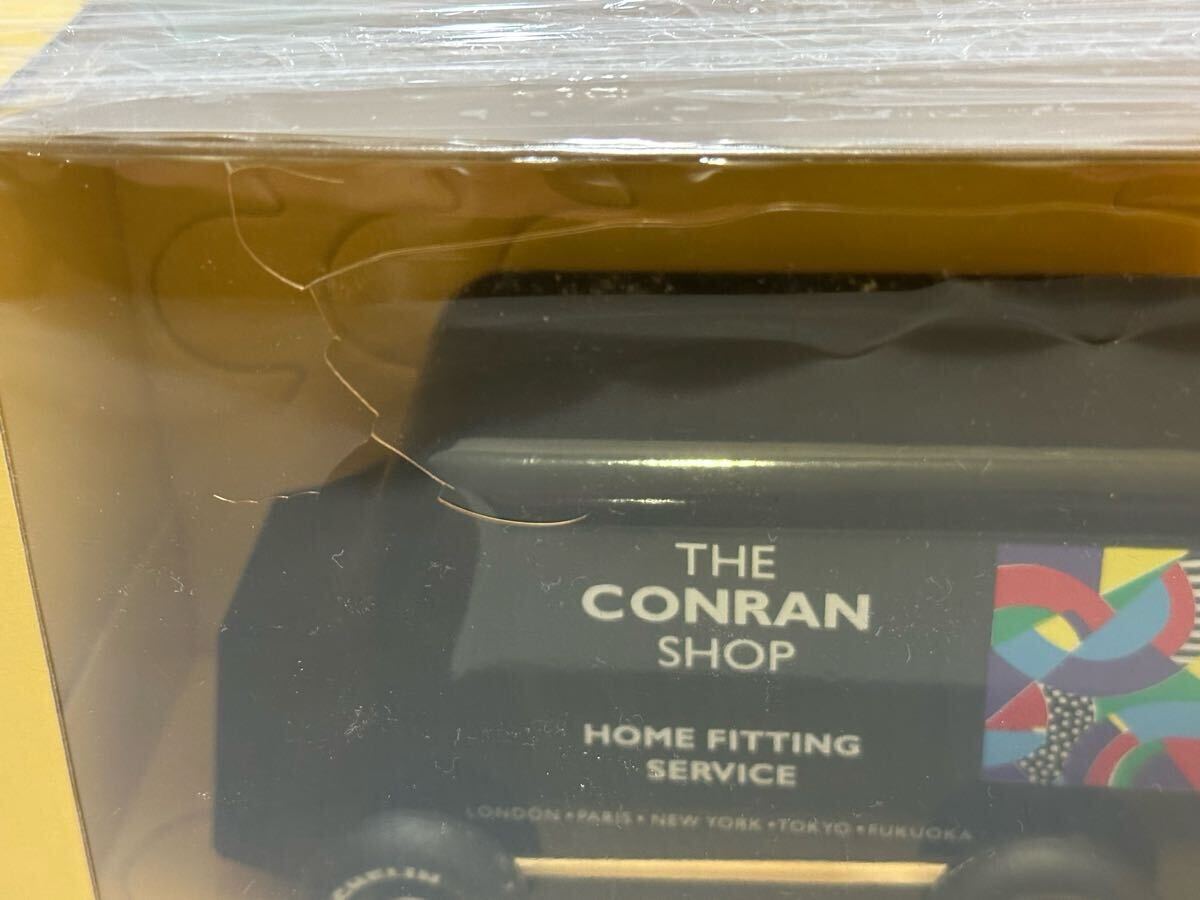 THE
CONRAN
SHOP
HOME FITTING
SERVICE
LONDON • PARIS • NEW YORK • TOKYO • FUKUOKA